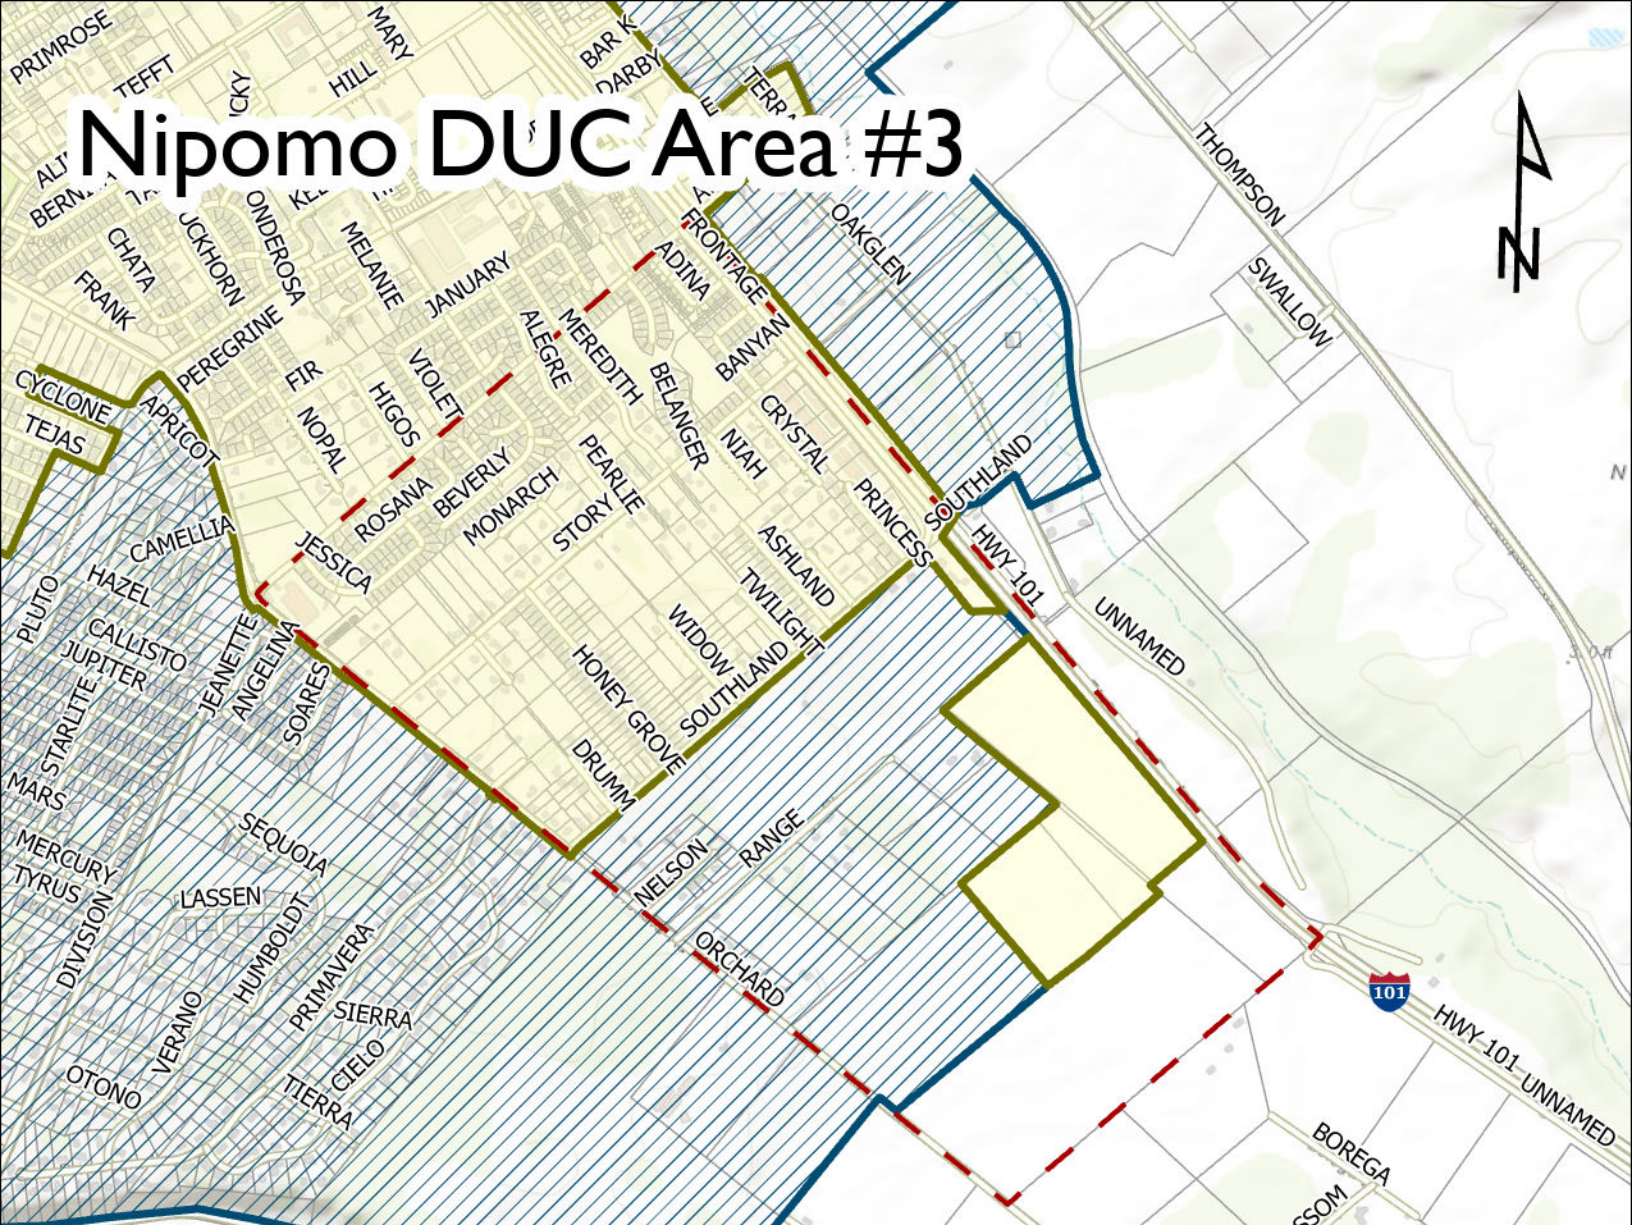 PRIMROSE
TEFFT
MARY
HILL
BAR K
DARBY
TERRA
Nipomo DUC Area #3
THOMPSON
N
OAKGLEN
SWALLOW
FRONTAGE
ADINA
BANYAN
CHATA
FRANK
MELANIE
JANUARY
PEREGRINE
ALEGRE
MEREDITH
BELANGER
FIR
VIOLET
HIGOS
NOPAL
CYCLONE
TEJAS
APRICOT
CRYSTAL
NIAH
PEARLIE
SOUTHLAND
PRINCESS
ROSANA
BEVERLY
MONARCH
STORY
JESSICA
CAMELLIA
HAZEL
PLUTO
CALLISTO
JUPITER
STARLITE
JEANETTE
ANGELINA
SOARES
ASHLAND
TWILIGHT
WIDOW
SOUTHLAND
HONEY GROVE
DRUMM
HWY 101
UNNAMED
MARS
MERCURY
TYRUS
DIVISION
SEQUOIA
LASSEN
HUMBOLDT
PRIMAVERA
SIERRA
CIELO
TIERRA
VERANO
OTONO
NELSON
RANGE
ORCHARD
101
HWY 101
UNNAMED
BOREGA
SSOM
N